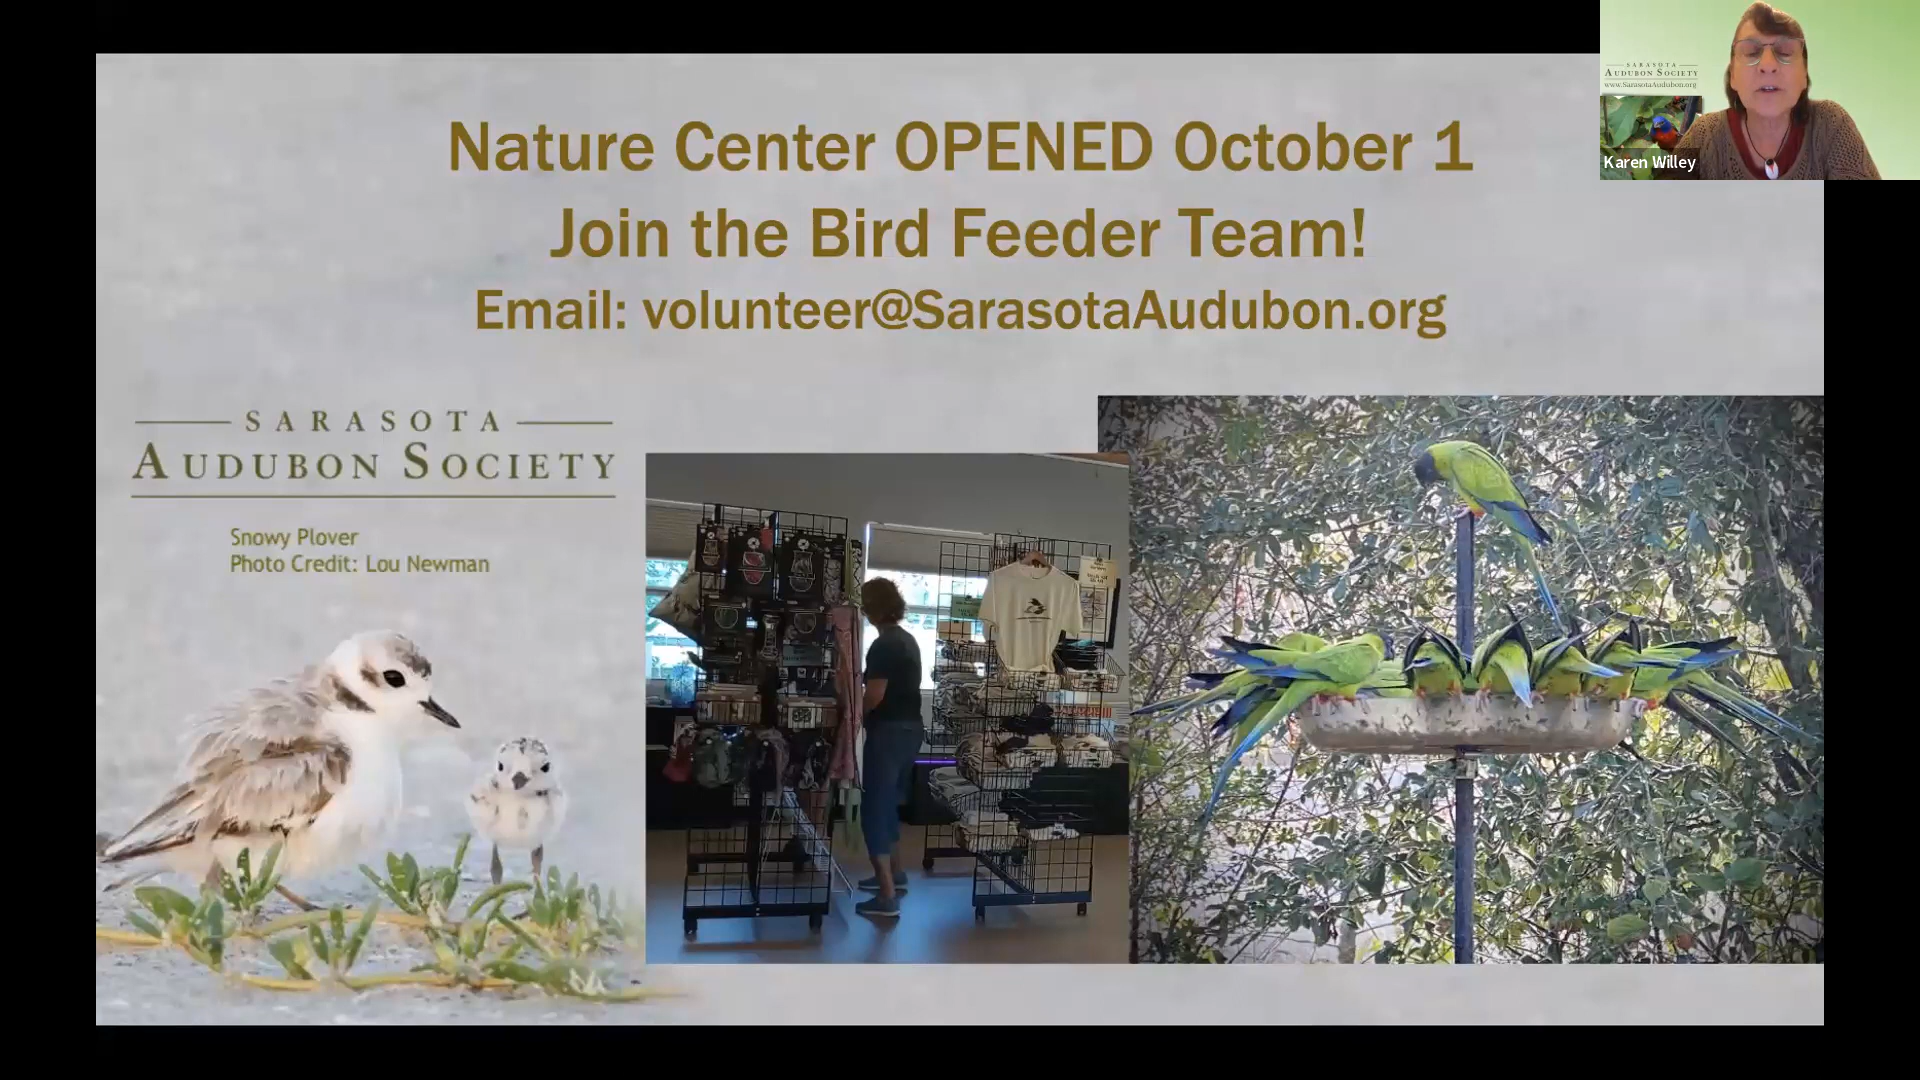 Nature Center OPENED October 1
Join the Bird Feeder Team!
Email: volunteer@SarasotaAudubon.org
SARASOTA
AUDUBON SOCIETY
Snowy Plover
Photo Credit: Lou Newman
SARASOTA
AUDUBON SOCIETY
www.SarasotaAudubon.org
Karen Willey